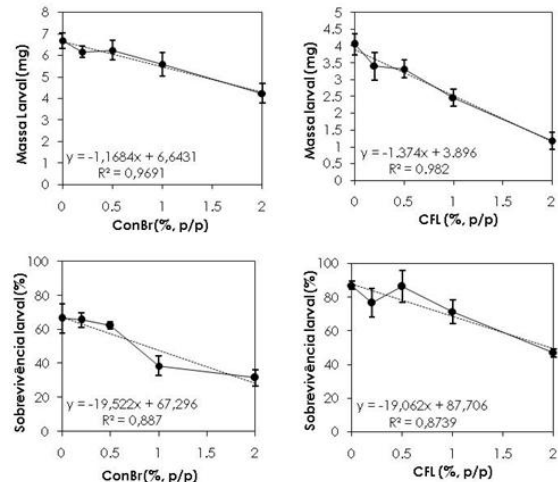 Massa Larval (mg)
8
7
6
5
4
3
2
1
0
y = -1,1684x + 6,6431
R² = 0,9691
0 0.5 1 1.5 2
ConBr(%, p/p)
Massa larval(mg)
5
4.5
4
3.5
3
2.5
2
1.5
1
0.5
0
y = -1.374x + 3.896
R² = 0.982
0 0.5 1 1.5 2
CFL (%, p/p)
Sobrevivência larval(%)
100
80
60
40
20
0
y = -19,522x + 67,296
R² = 0,887
0 0.5 1 1.5 2
ConBr(%, p/p)
Sobrevivência larval(%)
100
80
60
40
20
0
y = -19,062x + 87,706
R² = 0,8739
0 0.5 1 1.5 2
CFL(%, p/p)